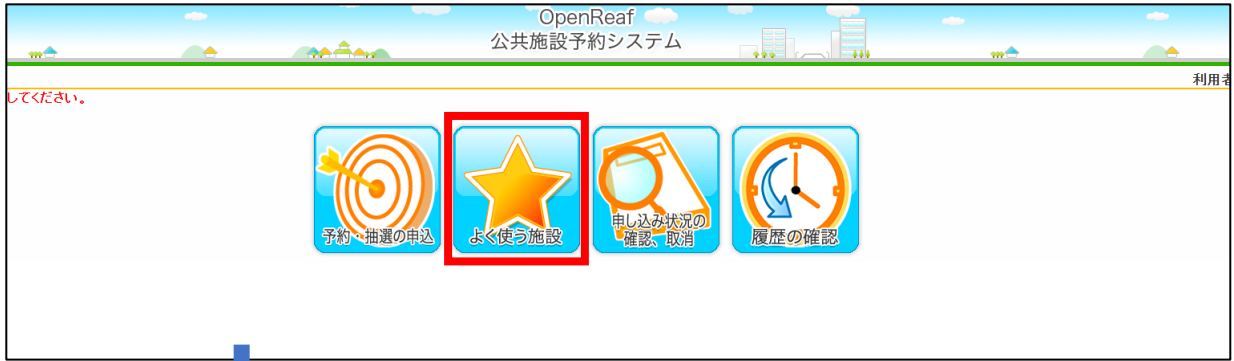 OpenReaf
公共施設予約システム
利用者
してください。
予約・抽選の申込
よく使う施設
申し込み状況の
確認、取消
履歴の確認